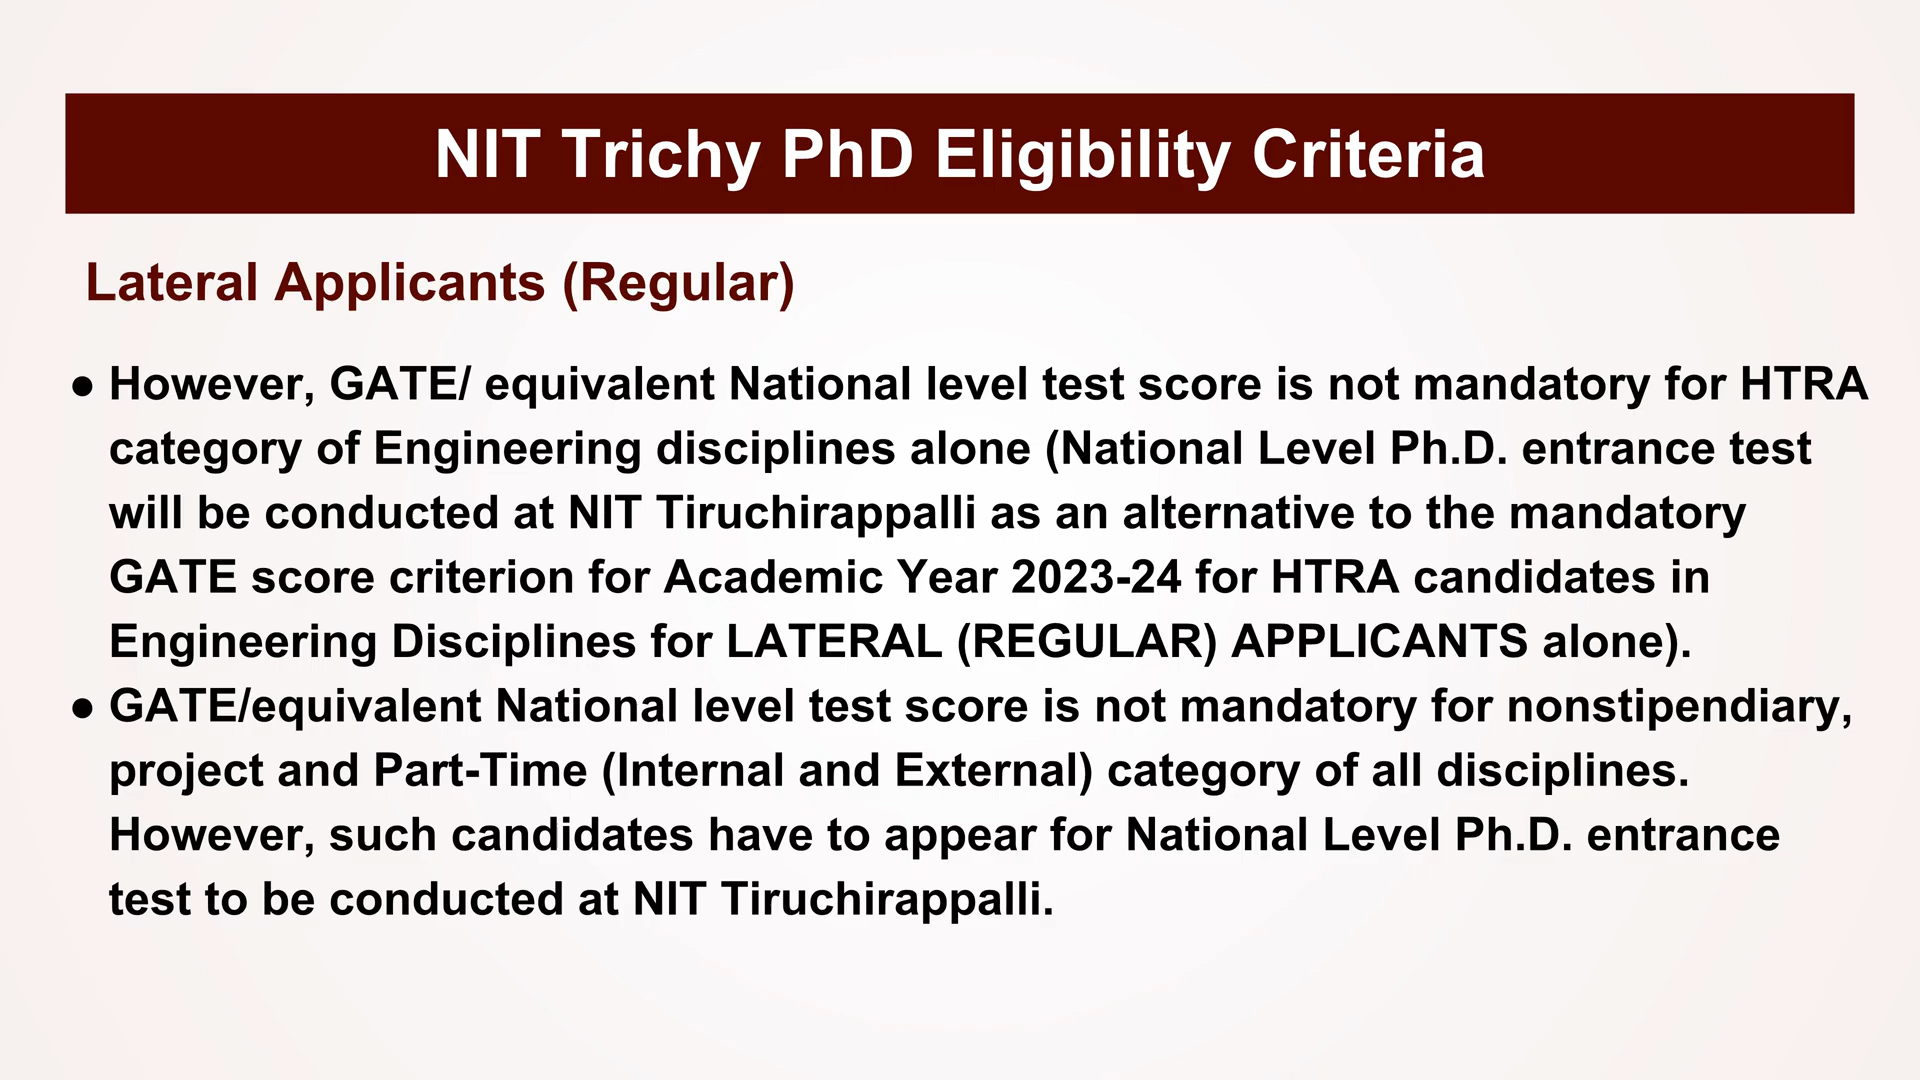 NIT Trichy PhD Eligibility Criteria
Lateral Applicants (Regular)
● However, GATE/ equivalent National level test score is not mandatory for HTRA
category of Engineering disciplines alone (National Level Ph.D. entrance test
will be conducted at NIT Tiruchirappalli as an alternative to the mandatory
GATE score criterion for Academic Year 2023-24 for HTRA candidates in
Engineering Disciplines for LATERAL (REGULAR) APPLICANTS alone).
● GATE/equivalent National level test score is not mandatory for nonstipendiary,
project and Part-Time (Internal and External) category of all disciplines.
However, such candidates have to appear for National Level Ph.D. entrance
test to be conducted at NIT Tiruchirappalli.